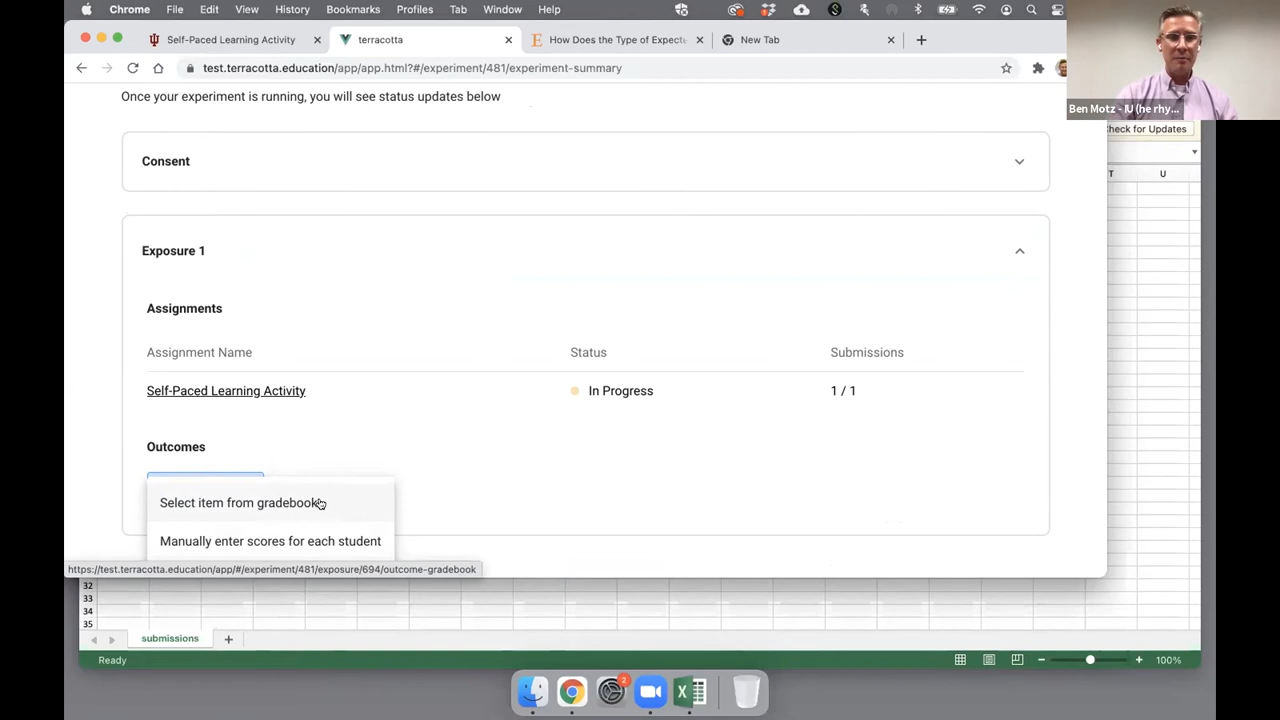 Chrome File Edit View History Bookmarks Profiles Tab Window Help
Self-Paced Learning Activity
terracotta
How Does the Type of Expecte
New Tab
test.terracotta.education/app/app.html?#/experiment/481/experiment-summary
Ben Motz - IU (he rhy...
Check for Updates
T U
Once your experiment is running, you will see status updates below
Consent
Exposure 1
Assignments
Assignment Name Status Submissions
Self-Paced Learning Activity In Progress 1 / 1
Outcomes
Select item from gradebook
Manually enter scores for each student
https://test.terracotta.education/app/#/experiment/481/exposure/694/outcome-gradebook
32
33
34
35
submissions
Ready
100%
2